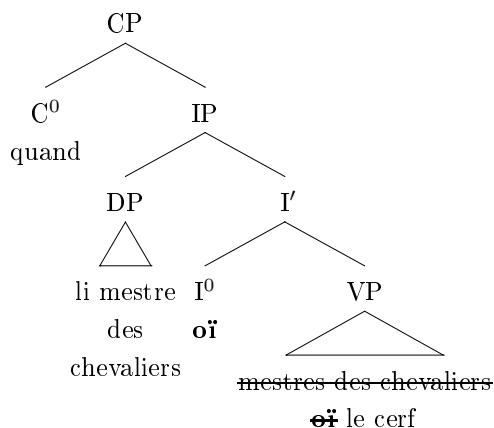 CP
C⁰ IP
quand
DP I′
li mestre I⁰ VP
des oï
chevaliers
mestres des chevaliers
oï le cerf